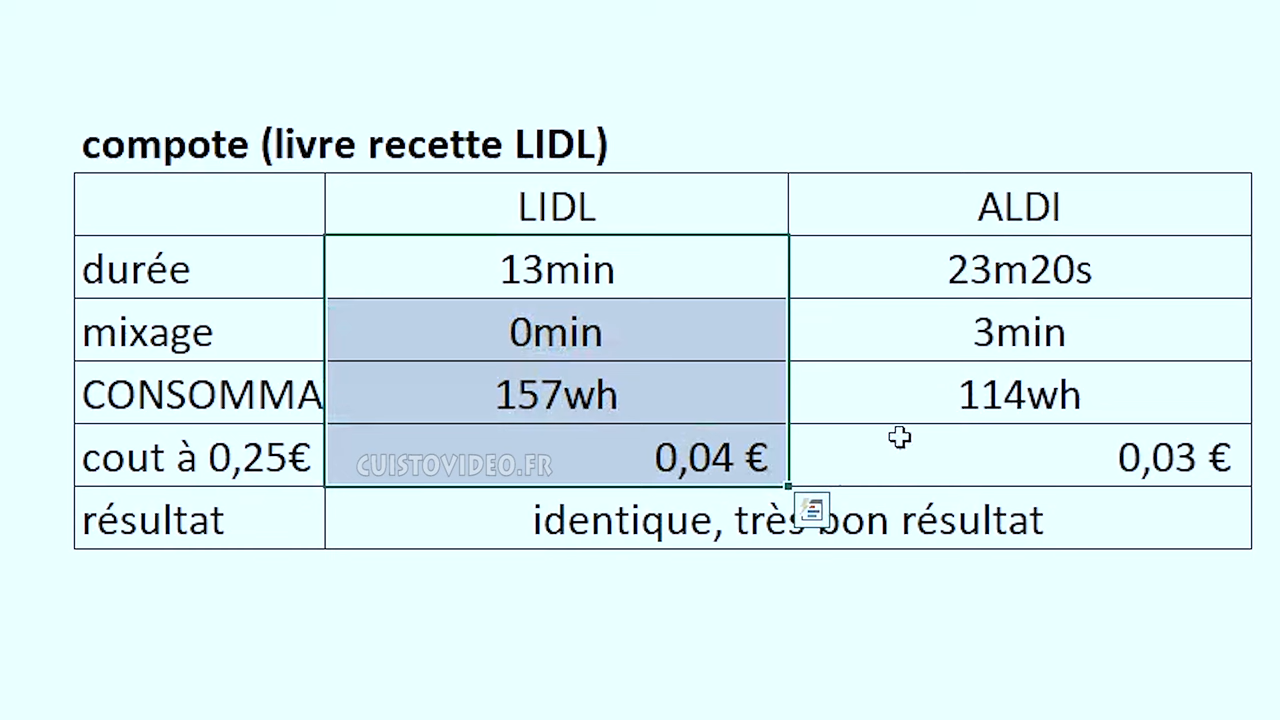 compote (livre recette LIDL)
LIDL ALDI
durée 13min 23m20s
mixage 0min 3min
CONSOMMA 157wh 114wh
cout à 0,25€ CUISTOVIDEO.FR 0,04 € 0,03 €
résultat identique, très bon résultat